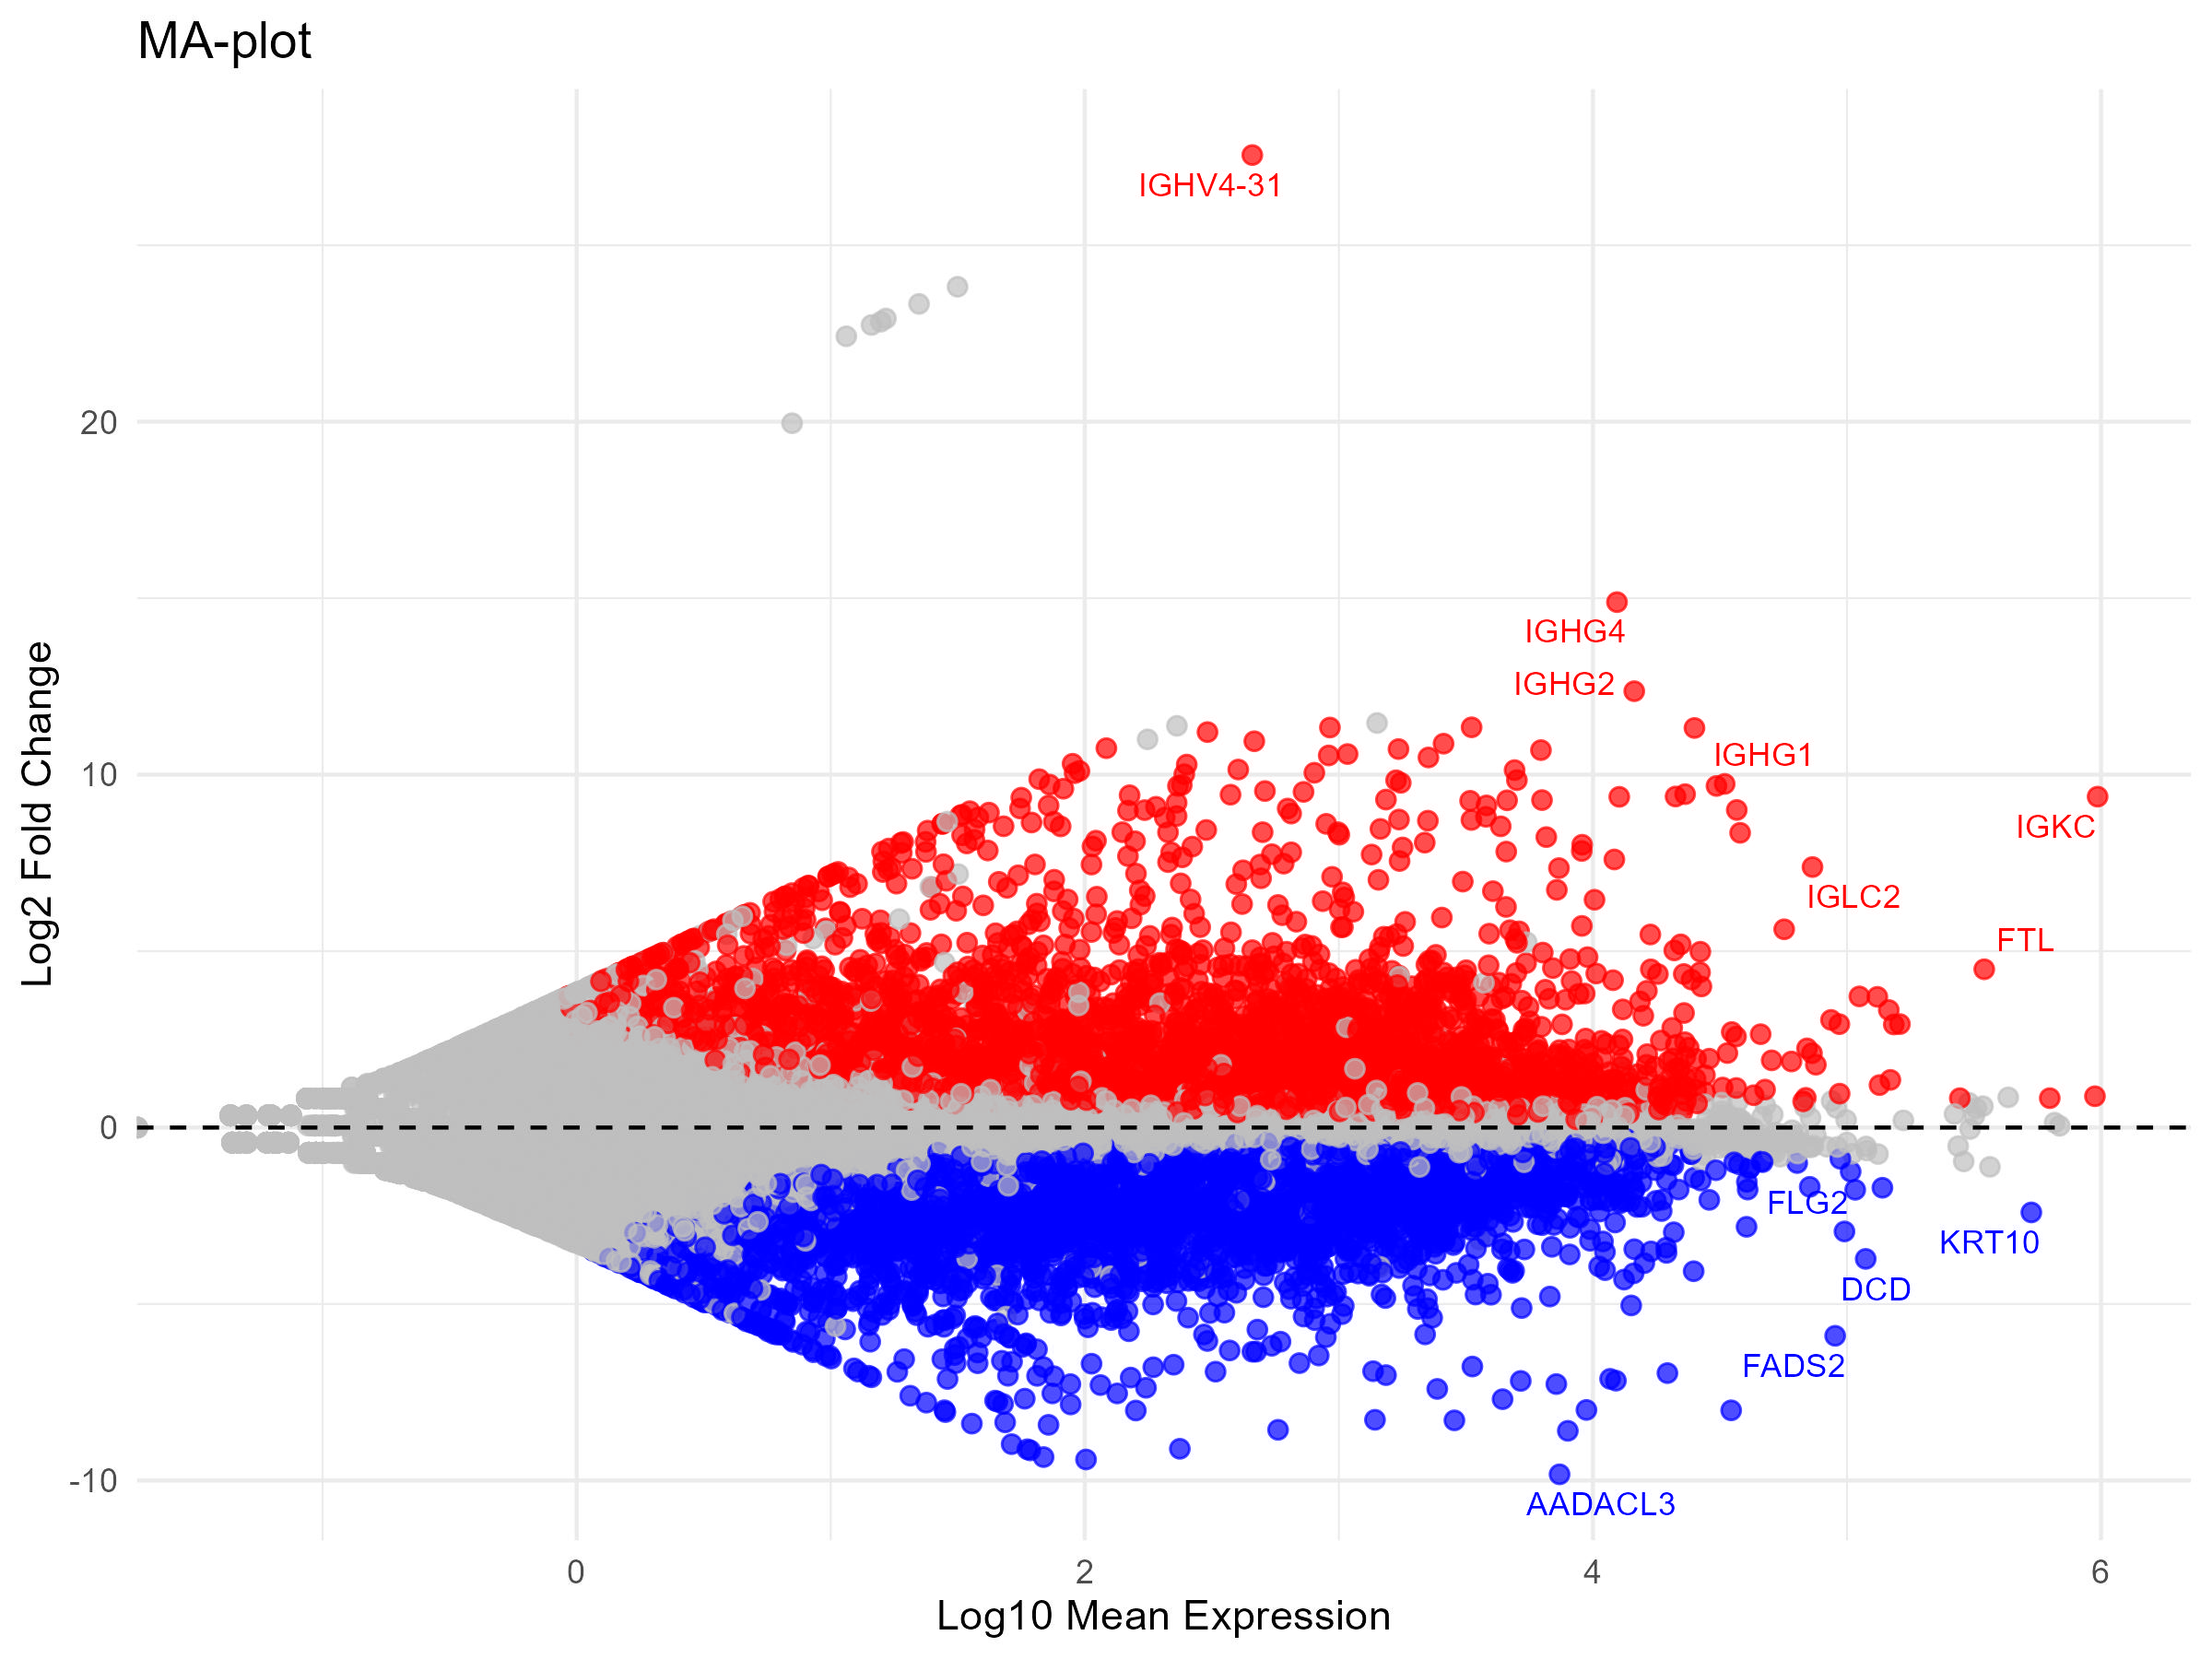 MA-plot
IGHV4-31
20
IGHG4
IGHG2
IGHG1
10
IGKC
IGLC2
FTL
Log2 Fold Change
0
FLG2
KRT10
DCD
FADS2
-10
AADACL3
0 2 4 6
Log10 Mean Expression